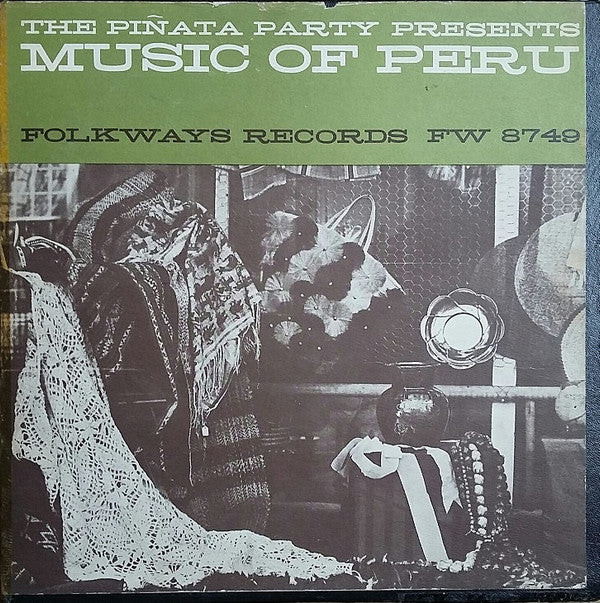 THE PIÑATA PARTY PRESENTS
MUSIC OF PERU
FOLKWAYS RECORDS FW 8749